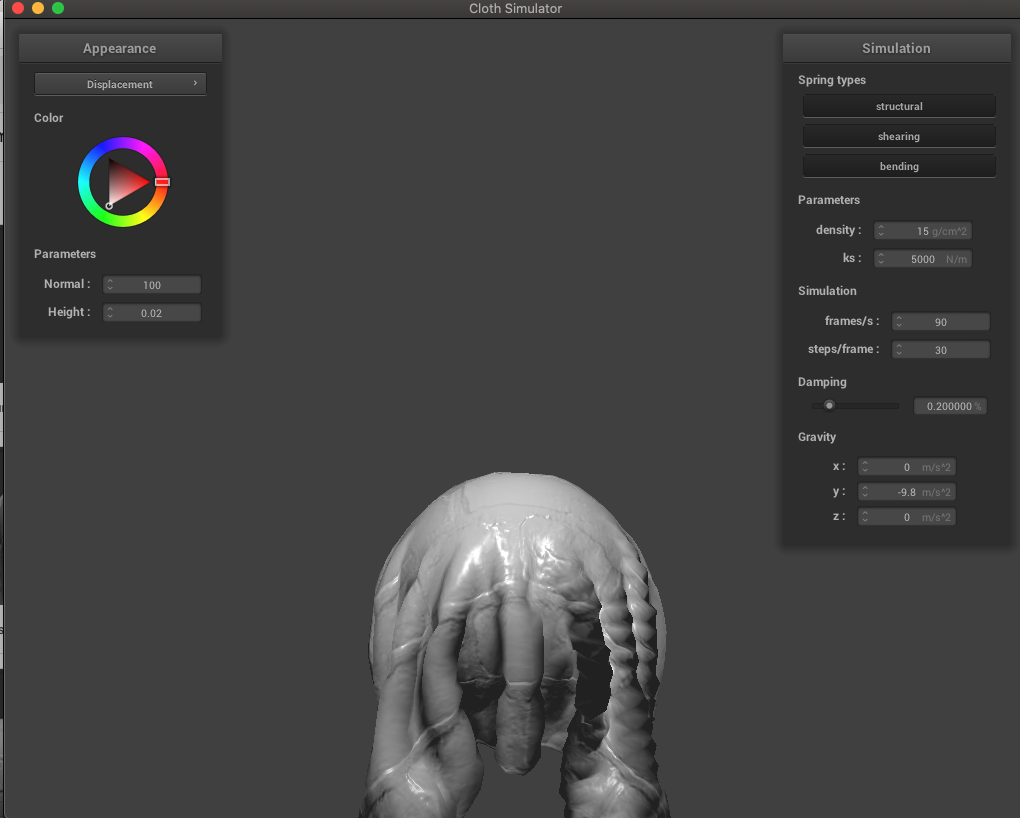 Cloth Simulator
Appearance
Displacement
Color
Parameters
Normal : 100
Height : 0.02
Simulation
Spring types
structural
shearing
bending
Parameters
density : 15 g/cm^2
ks : 5000 N/m
Simulation
frames/s : 90
steps/frame : 30
Damping
0.200000 %
Gravity
x : 0 m/s^2
y : -9.8 m/s^2
z : 0 m/s^2